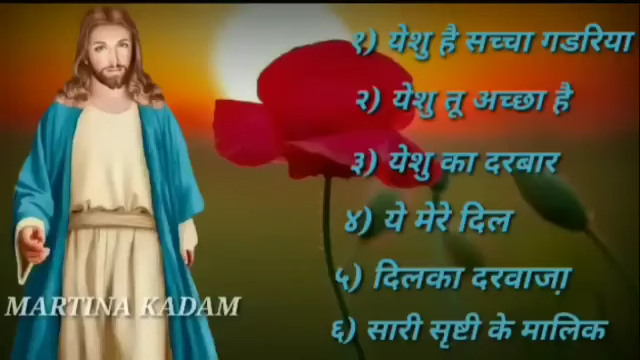 १) येशु है सच्चा गडरिया
२) येशु तू अच्छा है
३) येशु का दरबार
४) ये मेरे दिल
५) दिलका दरवाजा़
६) सारी सृष्टी के मालिक
MARTINA KADAM